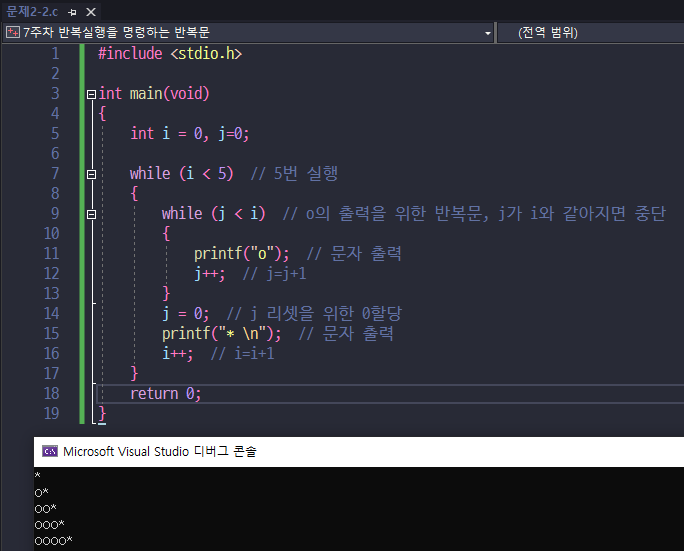 문제2-2.c
7주차 반복실행을 명령하는 반복문 (전역 범위)
1 #include <stdio.h>
2
3 int main(void)
4 {
5 int i = 0, j=0;
6
7 while (i < 5) // 5번 실행
8 {
9 while (j < i) // o의 출력을 위한 반복문, j가 i와 같아지면 중단
10 {
11 printf("o"); // 문자 출력
12 j++; // j=j+1
13 }
14 j = 0; // j 리셋을 위한 0할당
15 printf("* \n"); // 문자 출력
16 i++; // i=i+1
17 }
18 return 0;
19 }
Microsoft Visual Studio 디버그 콘솔
*
o*
oo*
ooo*
oooo*